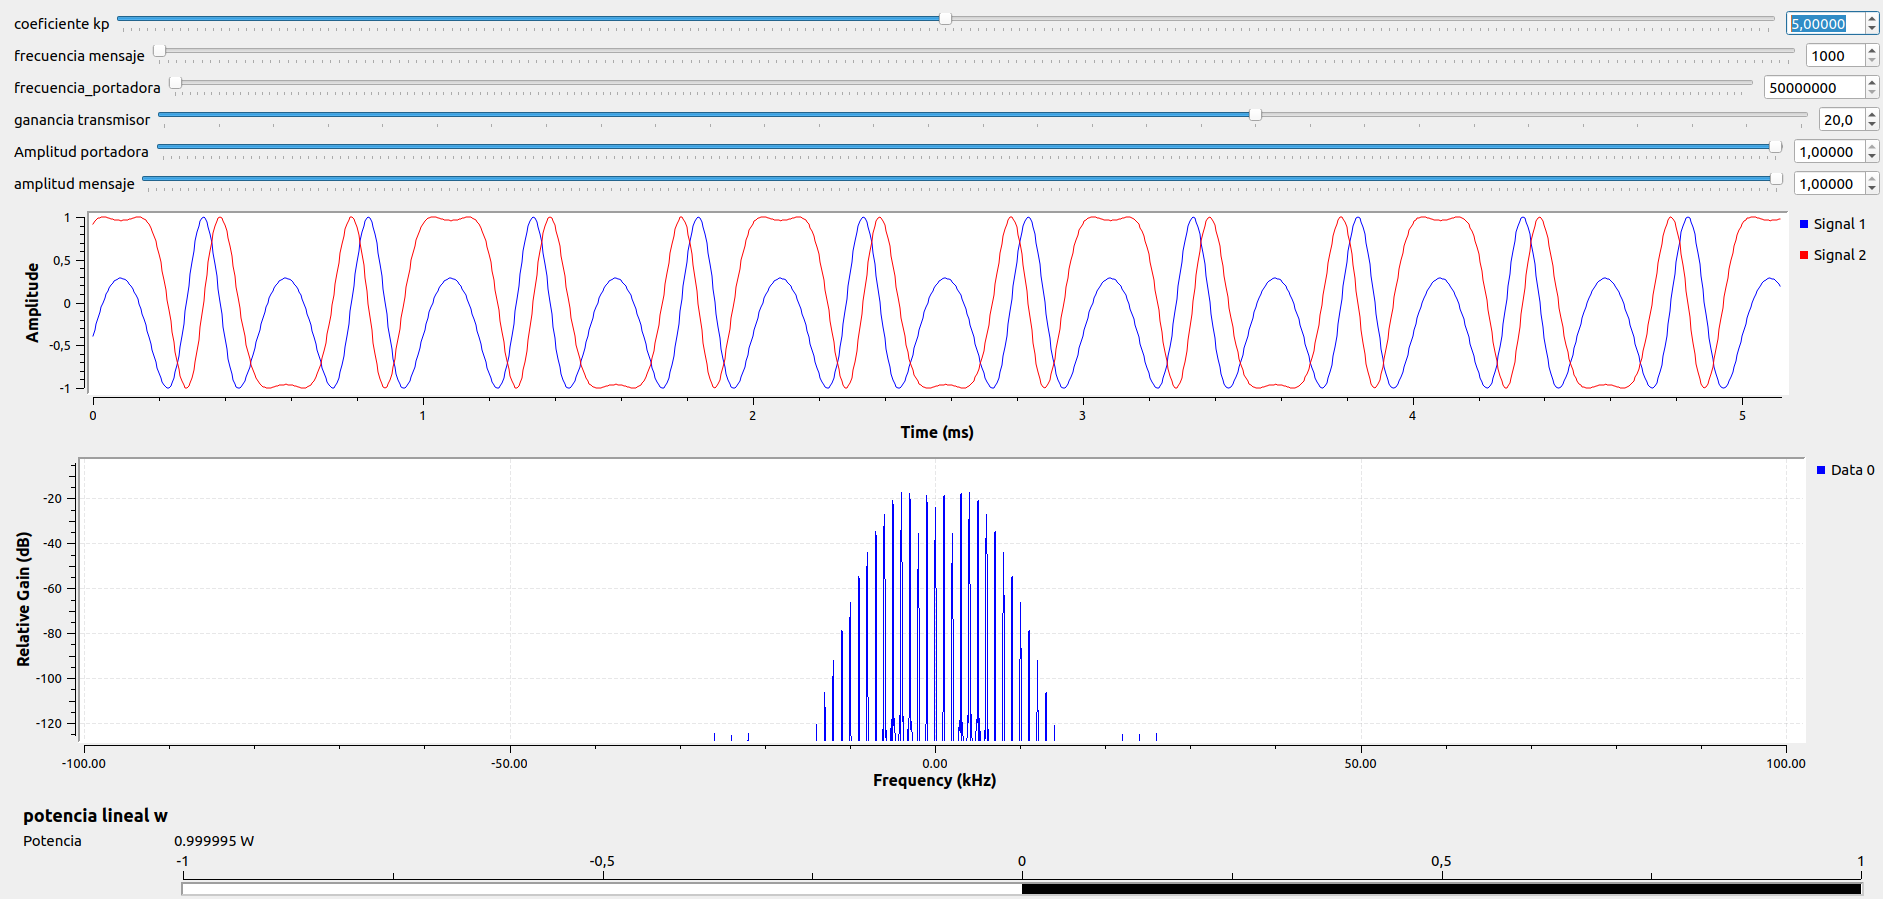 coeficiente kp 5,00000
frecuencia mensaje 1000
frecuencia_portadora 50000000
ganancia transmisor 20,0
Amplitud portadora 1,00000
amplitud mensaje 1,00000
1
0,5
0
-0,5
-1
Amplitude
0 1 2 3 4 5
Time (ms)
Signal 1
Signal 2
-20
-40
-60
-80
-100
-120
Relative Gain (dB)
-100.00 -50.00 0.00 50.00 100.00
Frequency (kHz)
Data 0
potencia lineal w
Potencia 0.999995 W
-1 -0,5 0 0,5 1